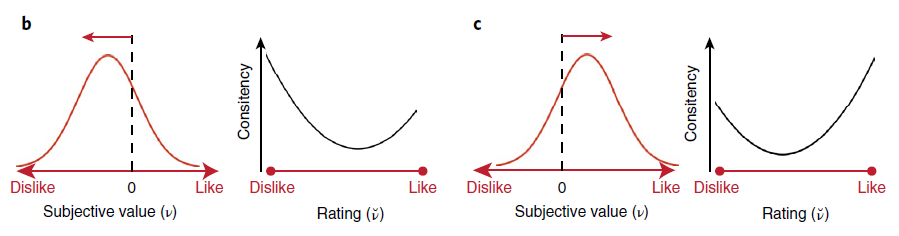 b
Consitency
Dislike 0 Like
Subjective value (ν)
Dislike Like
Rating (ν̆)
c
Consitency
Dislike 0 Like
Subjective value (ν)
Dislike Like
Rating (ν̆)